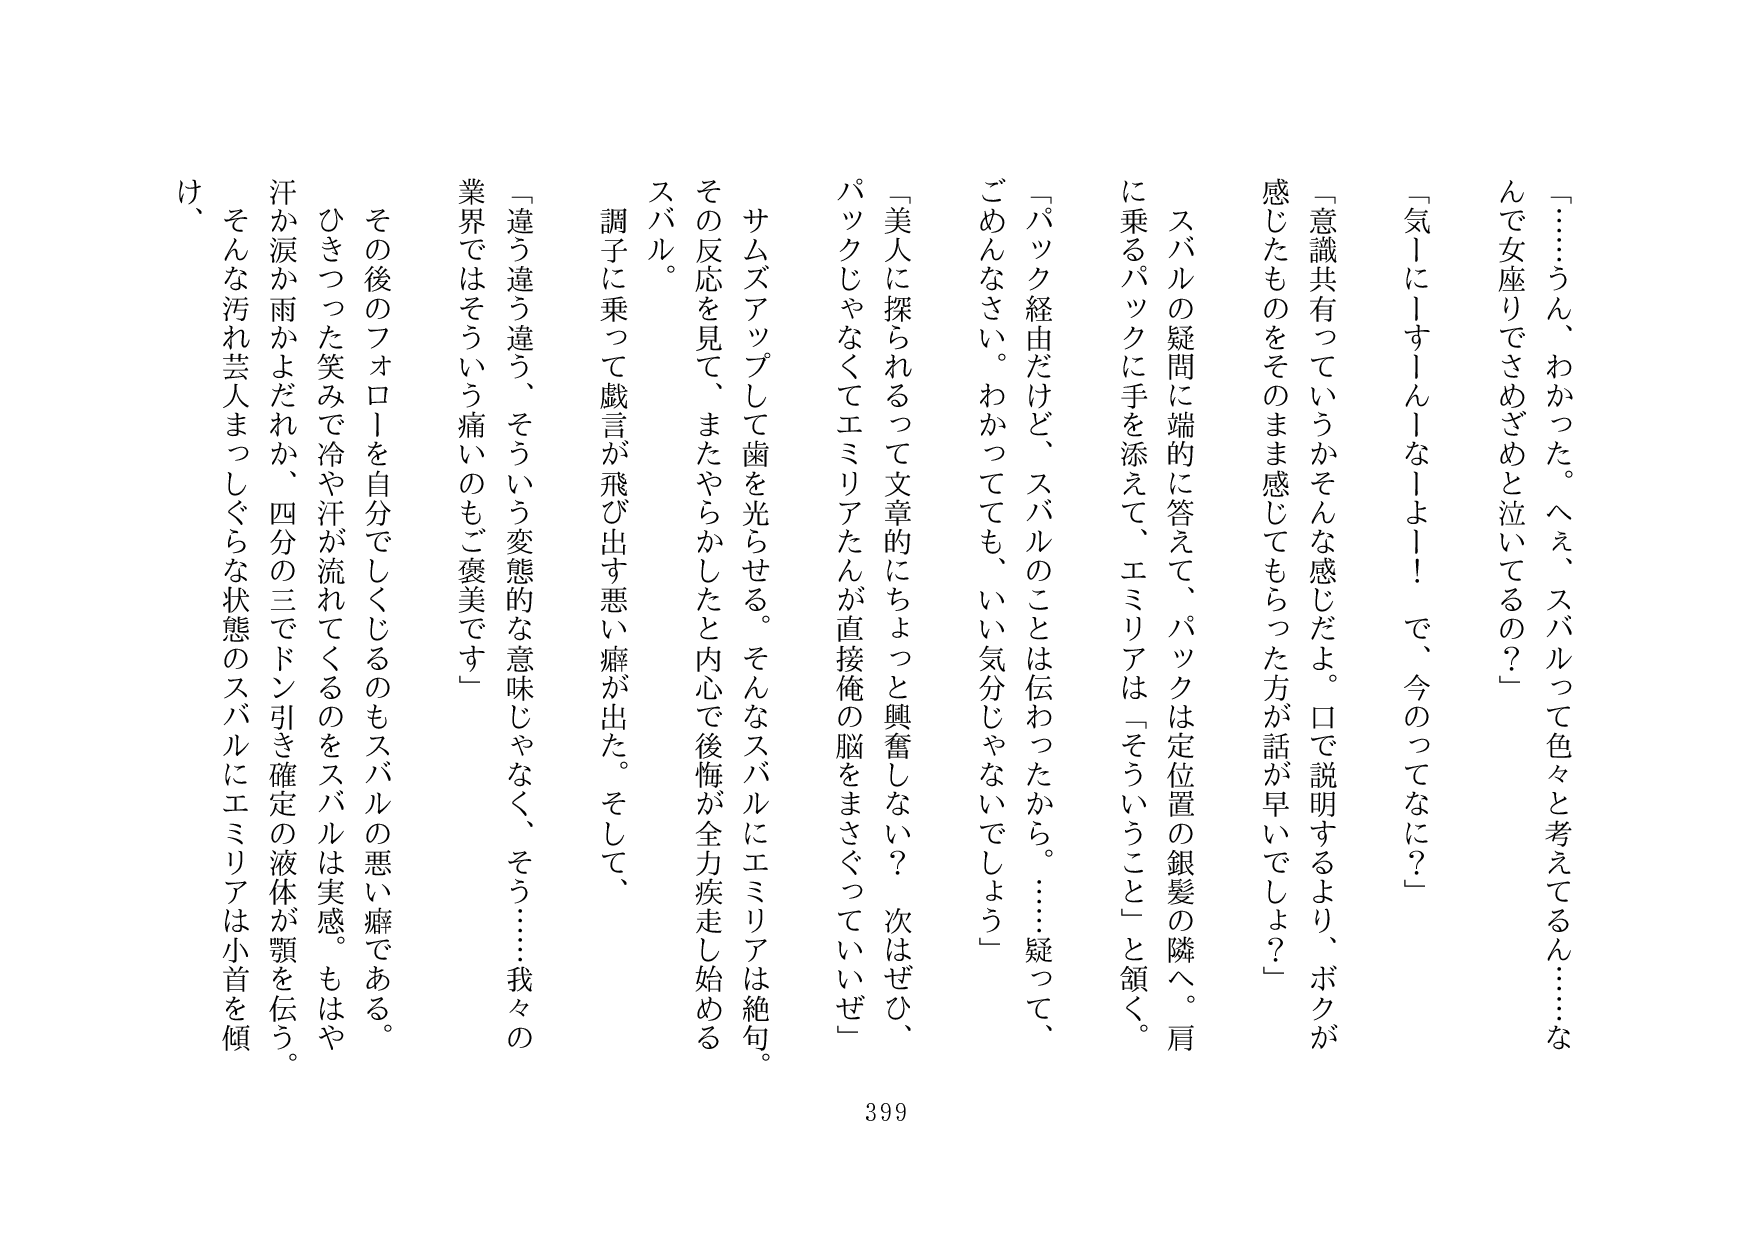 「……うん、わかった。へぇ、スバルって色々と考えてるん……な
んで女座りでさめざめと泣いてるの？」
「気ーにーすーんーなーよー！　で、今のってなに？」
「意識共有っていうかそんな感じだよ。口で説明するより、ボクが
感じたものをそのまま感じてもらった方が話が早いでしょ？」
　スバルの疑問に端的に答えて、パックは定位置の銀髪の隣へ。肩
に乗るパックに手を添えて、エミリアは「そういうこと」と頷く。
「パック経由だけど、スバルのことは伝わったから。……疑って、
ごめんなさい。わかってても、いい気分じゃないでしょう」
「美人に探られるって文章的にちょっと興奮しない？　次はぜひ、
パックじゃなくてエミリアたんが直接俺の脳をまさぐっていいぜ」
　サムズアップして歯を光らせる。そんなスバルにエミリアは絶句。
その反応を見て、またやらかしたと内心で後悔が全力疾走し始める
スバル。
　調子に乗って戯言が飛び出す悪い癖が出た。そして、
「違う違う違う、そういう変態的な意味じゃなく、そう……我々の
業界ではそういう痛いのもご褒美です」
　その後のフォローを自分でしくじるのもスバルの悪い癖である。
　ひきつった笑みで冷や汗が流れてくるのをスバルは実感。もはや
汗か涙か雨かよだれか、四分の三でドン引き確定の液体が顎を伝う。
　そんな汚れ芸人まっしぐらな状態のスバルにエミリアは小首を傾
け、
399